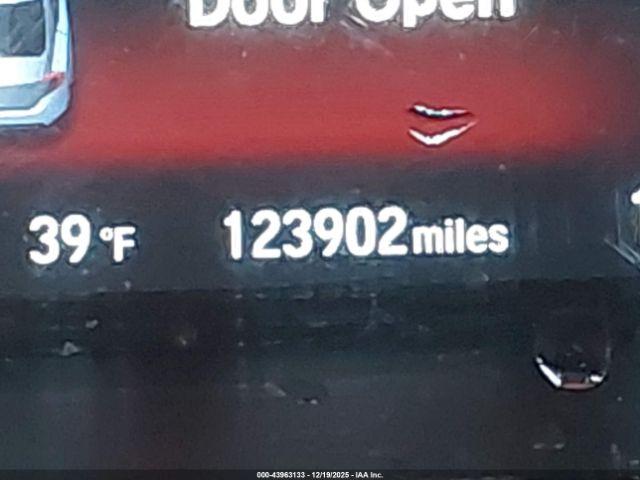 Door Open
39 °F 123902 miles
000-43963133 - 12/19/2025 - IAA Inc.